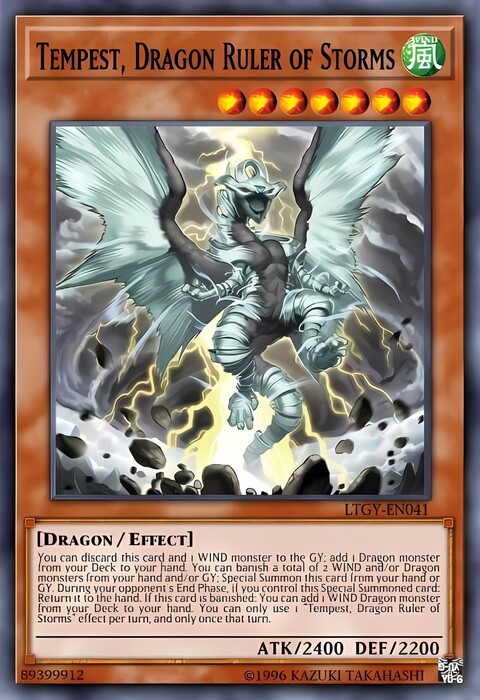 TEMPEST, DRAGON RULER OF STORMS
WIND
風
LTGY-EN041
[DRAGON / EFFECT]
You can discard this card and 1 WIND monster to the GY; add 1 Dragon monster
from your Deck to your hand. You can banish a total of 2 WIND and/or Dragon
monsters from your hand and/or GY; Special Summon this card from your hand or
GY. During your opponent's End Phase, if you control this Special Summoned card:
Return it to the hand. If this card is banished: You can add 1 WIND Dragon monster
from your Deck to your hand. You can only use 1 "Tempest, Dragon Ruler of
Storms" effect per turn, and only once that turn.
ATK/2400 DEF/2200
89399912
©1996 KAZUKI TAKAHASHI